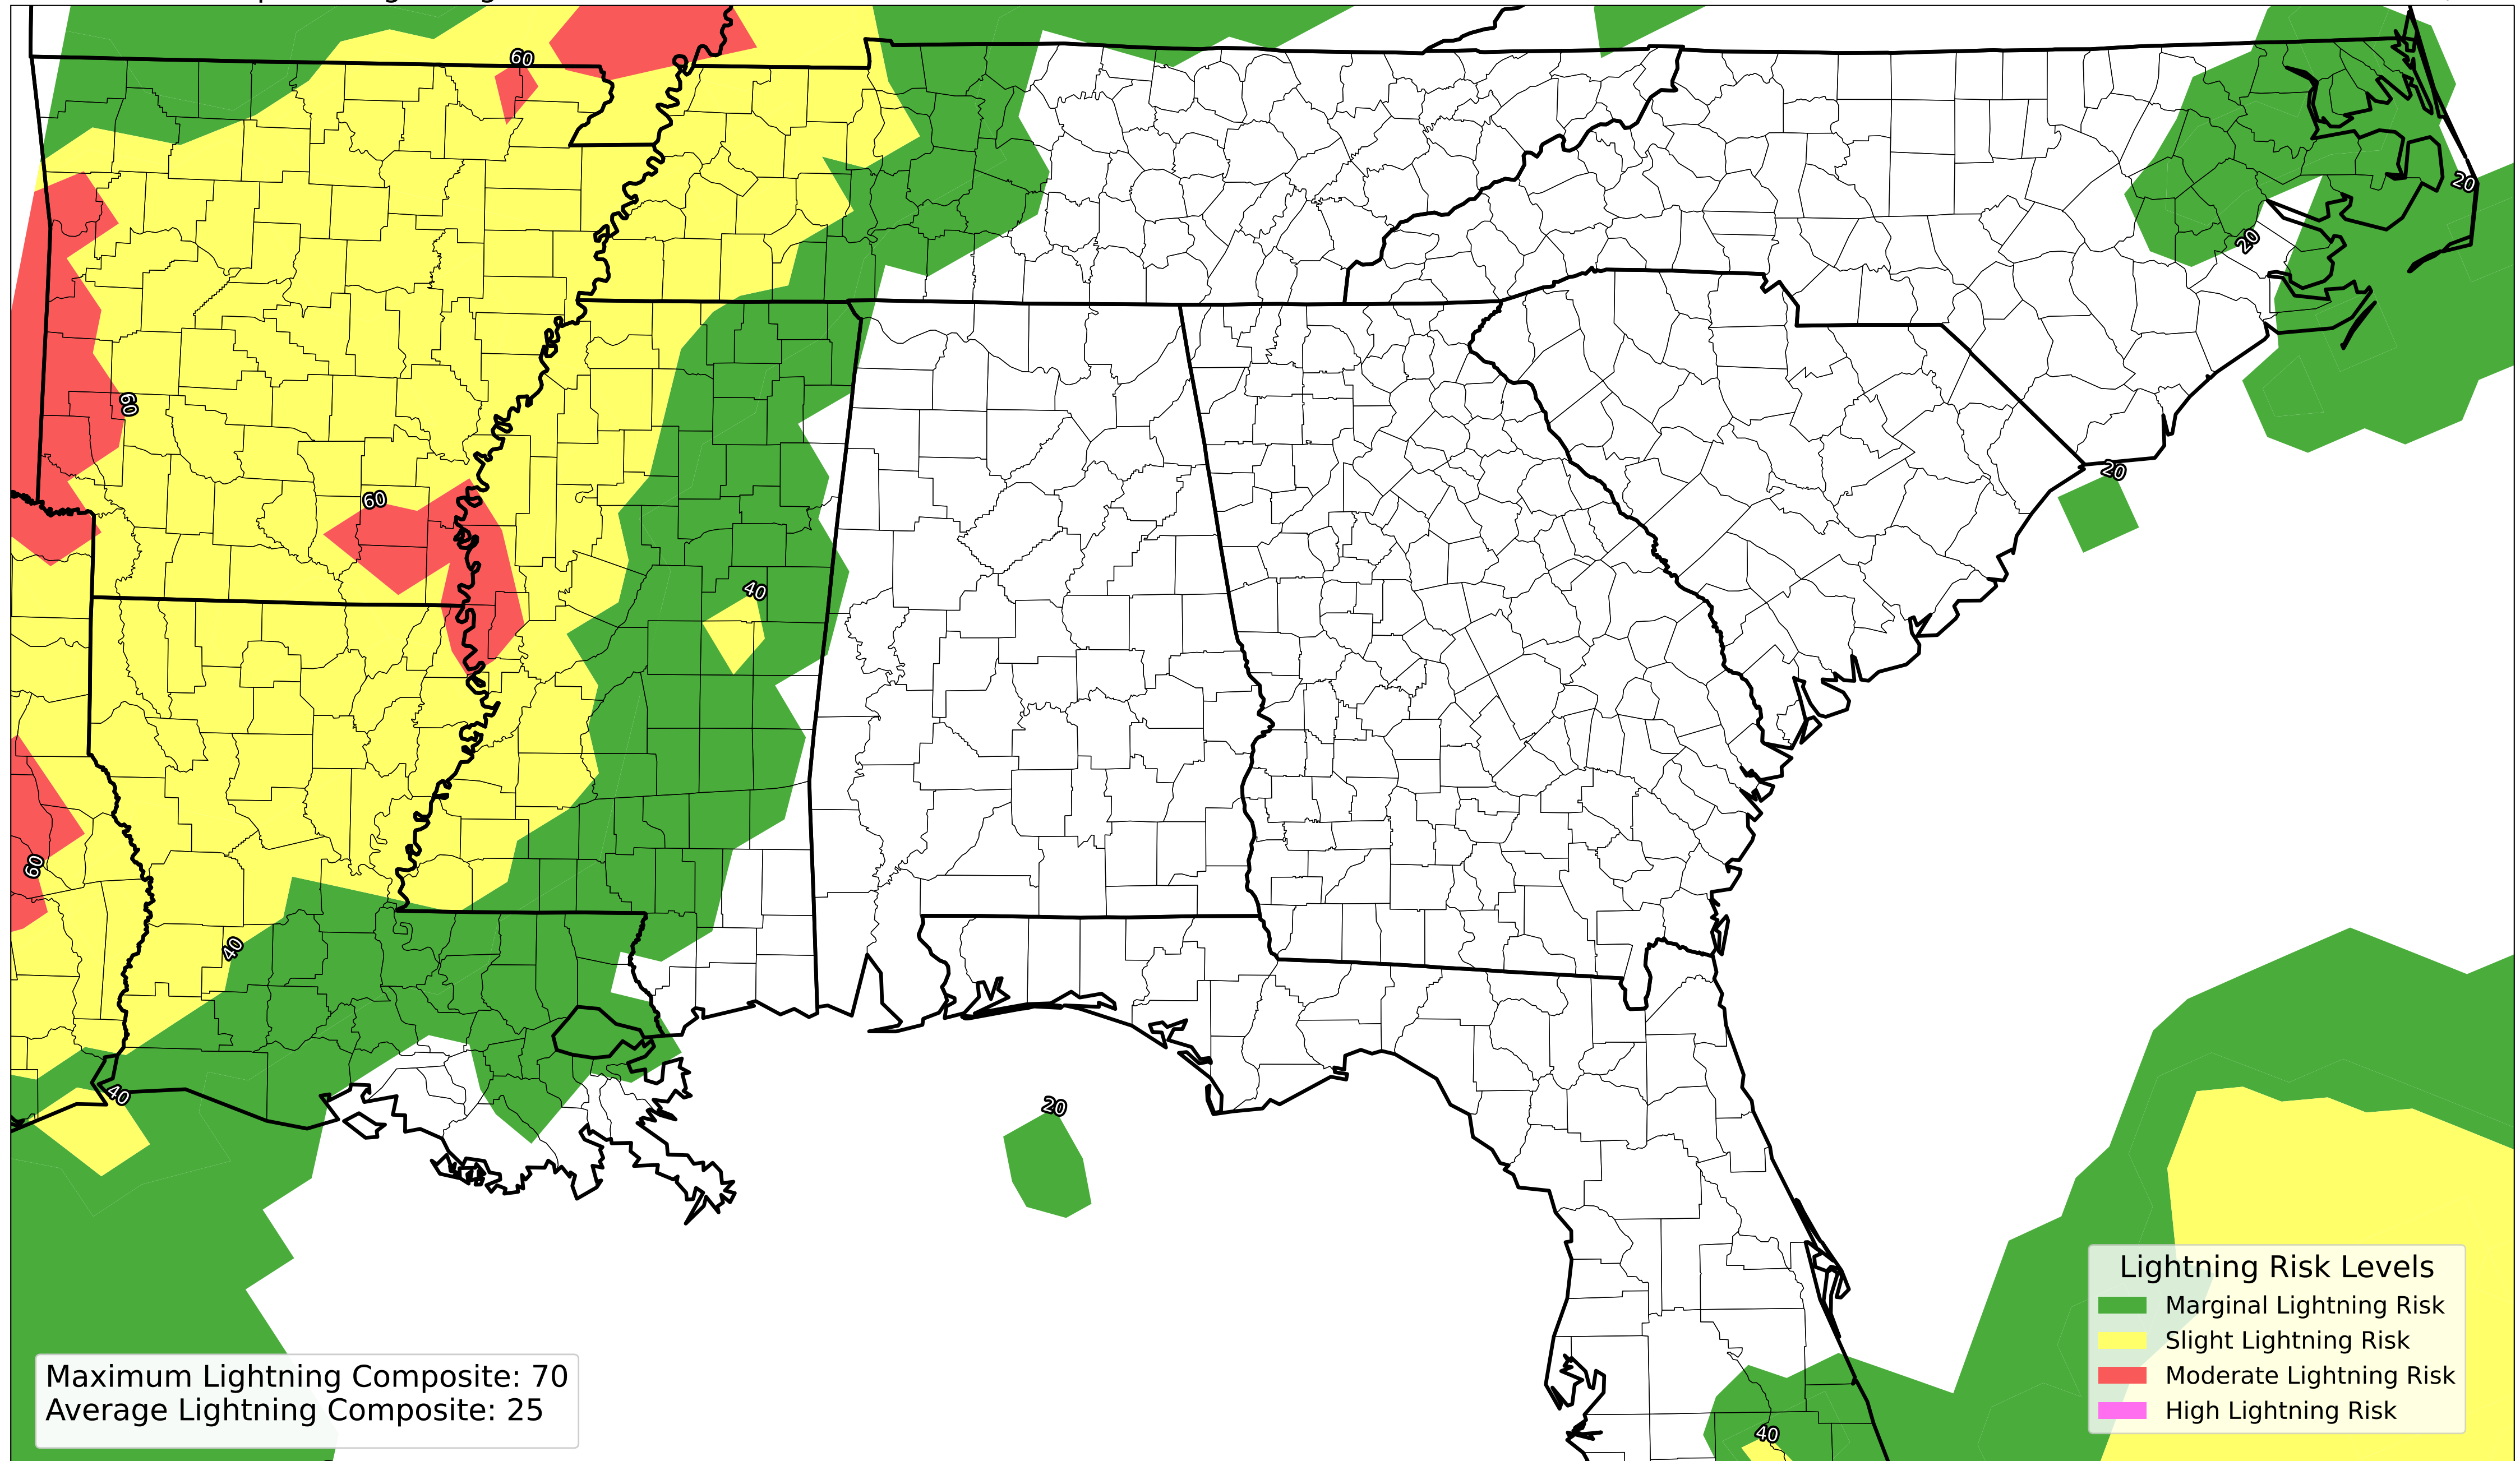 60
20
20
60
60
20
40
60
40
40
20
40
Lightning Risk Levels
Marginal Lightning Risk
Slight Lightning Risk
Moderate Lightning Risk
High Lightning Risk
Maximum Lightning Composite: 70
Average Lightning Composite: 25